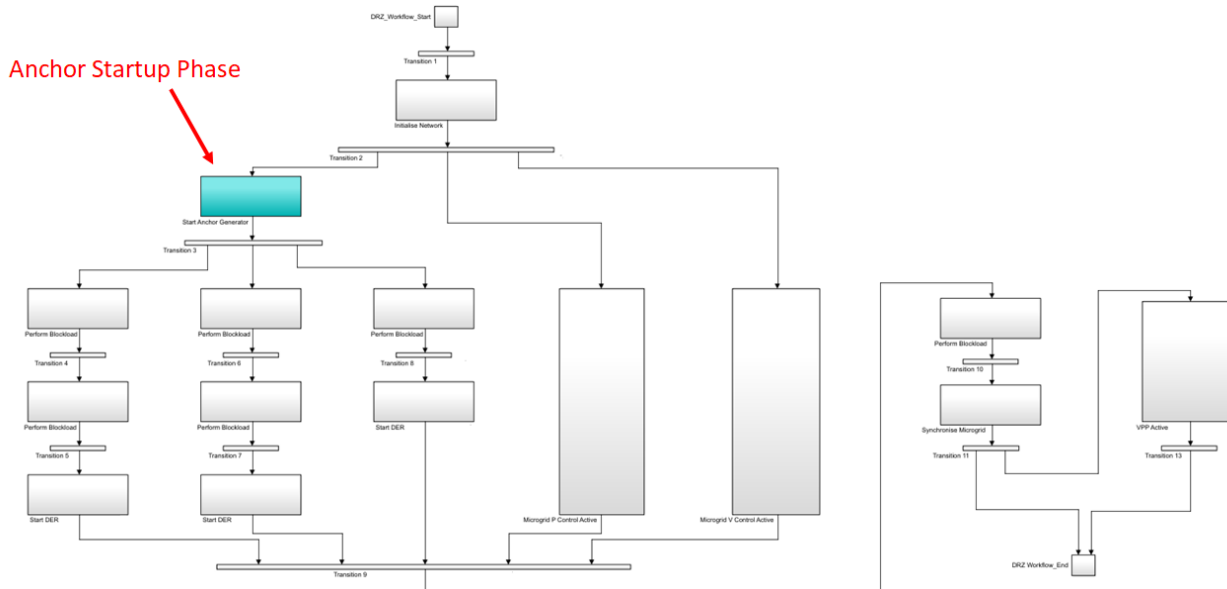 DRZ_Workflow_Start
Transition 1
Anchor Startup Phase
Initialise Network
Transition 2
Start Anchor Generator
Transition 3
Perform Blockload
Perform Blockload
Perform Blockload
Transition 4
Transition 6
Transition 8
Perform Blockload
Perform Blockload
Start DER
Transition 5
Transition 7
Start DER
Start DER
Microgrid P Control Active
Microgrid V Control Active
Transition 9
Perform Blockload
Transition 10
Synchronise Microgrid
VPP Active
Transition 11
Transition 13
DRZ Workflow_End